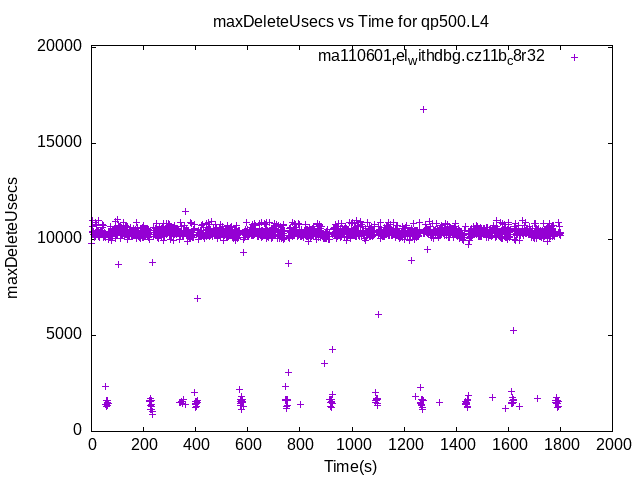 maxDeleteUsecs vs Time for qp500.L4
ma110601relwithdbg.cz11bc8r32
20000
15000
10000
5000
0
maxDeleteUsecs
0 200 400 600 800 1000 1200 1400 1600 1800 2000
Time(s)